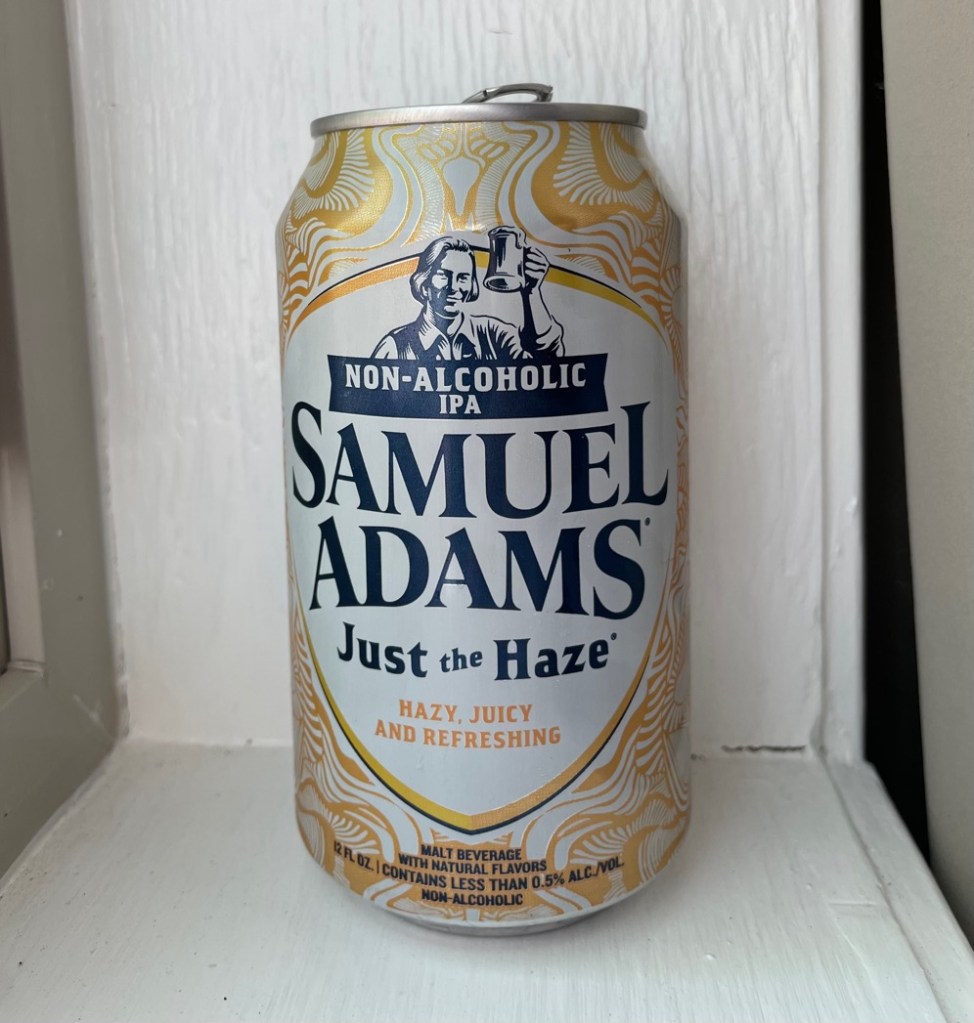 NON-ALCOHOLIC
IPA
SAMUEL
ADAMS®
Just the Haze®
HAZY, JUICY
AND REFRESHING
MALT BEVERAGE
WITH NATURAL FLAVORS
12 FL OZ. | CONTAINS LESS THAN 0.5% ALC./VOL.
NON-ALCOHOLIC